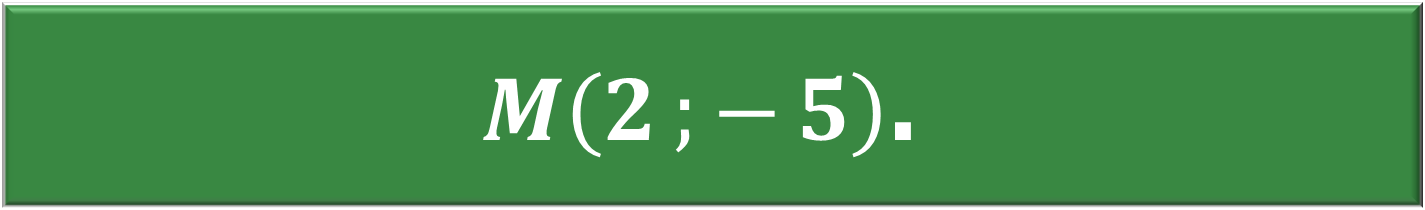 M(2 ; – 5).